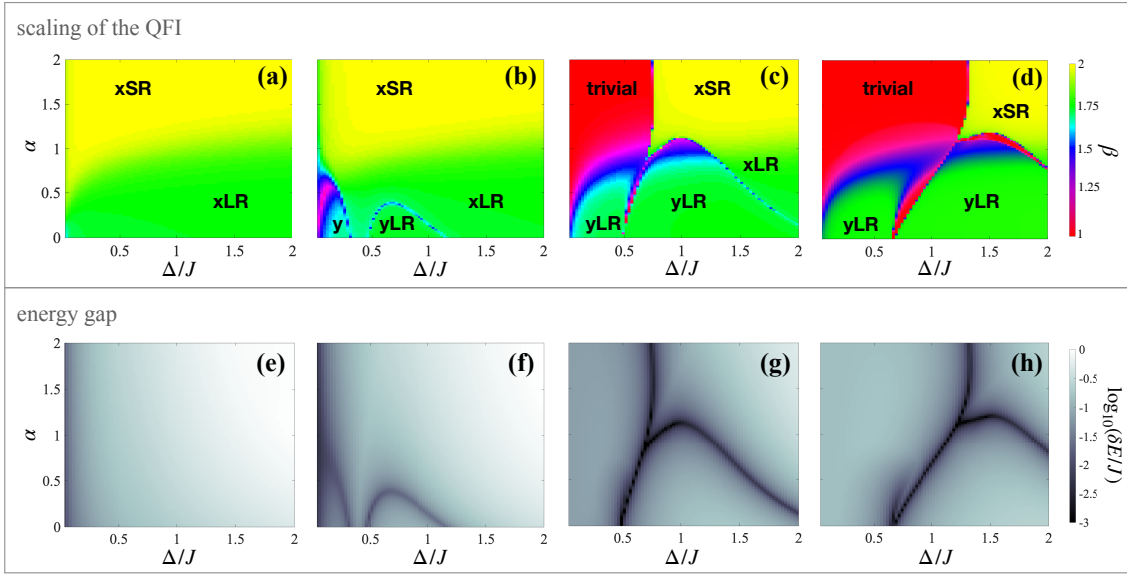 scaling of the QFI
(a) (b) (c) (d)
xSR xSR trivial xSR trivial xSR
xLR xLR xLR
y yLR yLR yLR yLR yLR
α
2
1.5
1
0.5
0
0.5 1 1.5 2
0.5 1 1.5 2
0.5 1 1.5 2
0.5 1 1.5 2
Δ/J Δ/J Δ/J Δ/J
2
1.75
1.5
1.25
1
β
energy gap
(e) (f) (g) (h)
α
2
1.5
1
0.5
0
0.5 1 1.5 2
0.5 1 1.5 2
0.5 1 1.5 2
0.5 1 1.5 2
Δ/J Δ/J Δ/J Δ/J
0
-0.5
-1
-1.5
-2
-2.5
-3
log₁₀(δE/J)